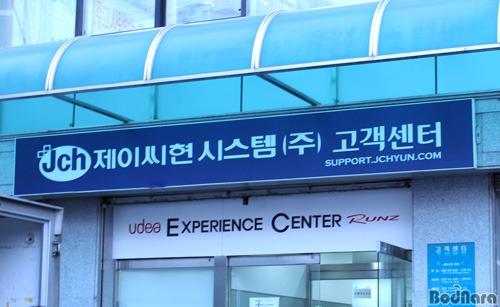 Jch 제이씨현시스템(주) 고객센터
SUPPORT.JCHYUN.COM
udea EXPERIENCE CENTER RUNZ
고객센터
BodNara